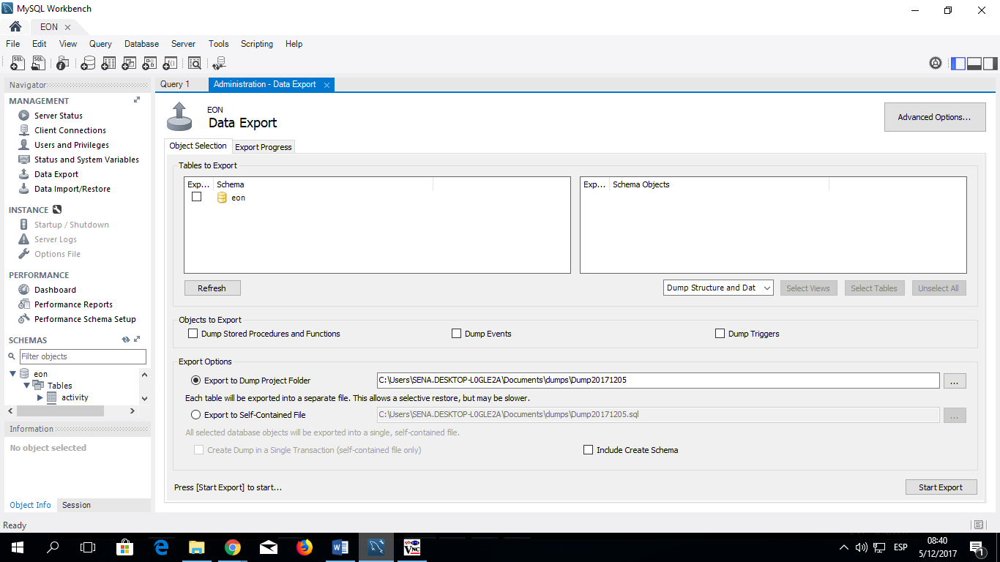 MySQL Workbench
EON
File Edit View Query Database Server Tools Scripting Help
Navigator
MANAGEMENT
Server Status
Client Connections
Users and Privileges
Status and System Variables
Data Export
Data Import/Restore
INSTANCE
Startup / Shutdown
Server Logs
Options File
PERFORMANCE
Dashboard
Performance Reports
Performance Schema Setup
SCHEMAS
Filter objects
eon
Tables
activity
Information
No object selected
Object Info Session
Query 1 Administration - Data Export
EON
Data Export
Advanced Options...
Object Selection Export Progress
Tables to Export
Exp... Schema
eon
Exp... Schema Objects
Refresh
Dump Structure and Dat
Select Views
Select Tables
Unselect All
Objects to Export
Dump Stored Procedures and Functions
Dump Events
Dump Triggers
Export Options
Export to Dump Project Folder
C:\Users\SENA.DESKTOP-L0GLE2A\Documents\dumps\Dump20171205
...
Each table will be exported into a separate file. This allows a selective restore, but may be slower.
Export to Self-Contained File
C:\Users\SENA.DESKTOP-L0GLE2A\Documents\dumps\Dump20171205.sql
...
All selected database objects will be exported into a single, self-contained file.
Create Dump in a Single Transaction (self-contained file only)
Include Create Schema
Press [Start Export] to start...
Start Export
Ready
ESP
08:40
5/12/2017
1